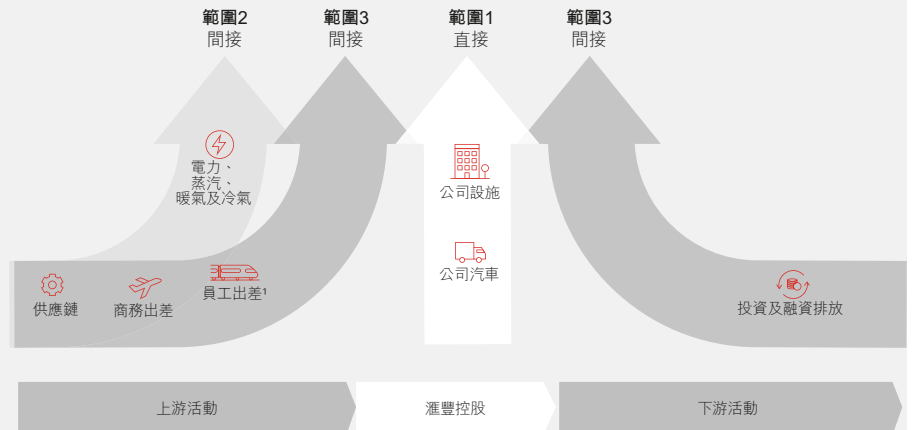 範圍2
間接
範圍3
間接
範圍1
直接
範圍3
間接
電力、
蒸汽、
暖氣及冷氣
公司設施
公司汽車
供應鏈
商務出差
員工出差¹
投資及融資排放
上游活動
滙豐控股
下游活動